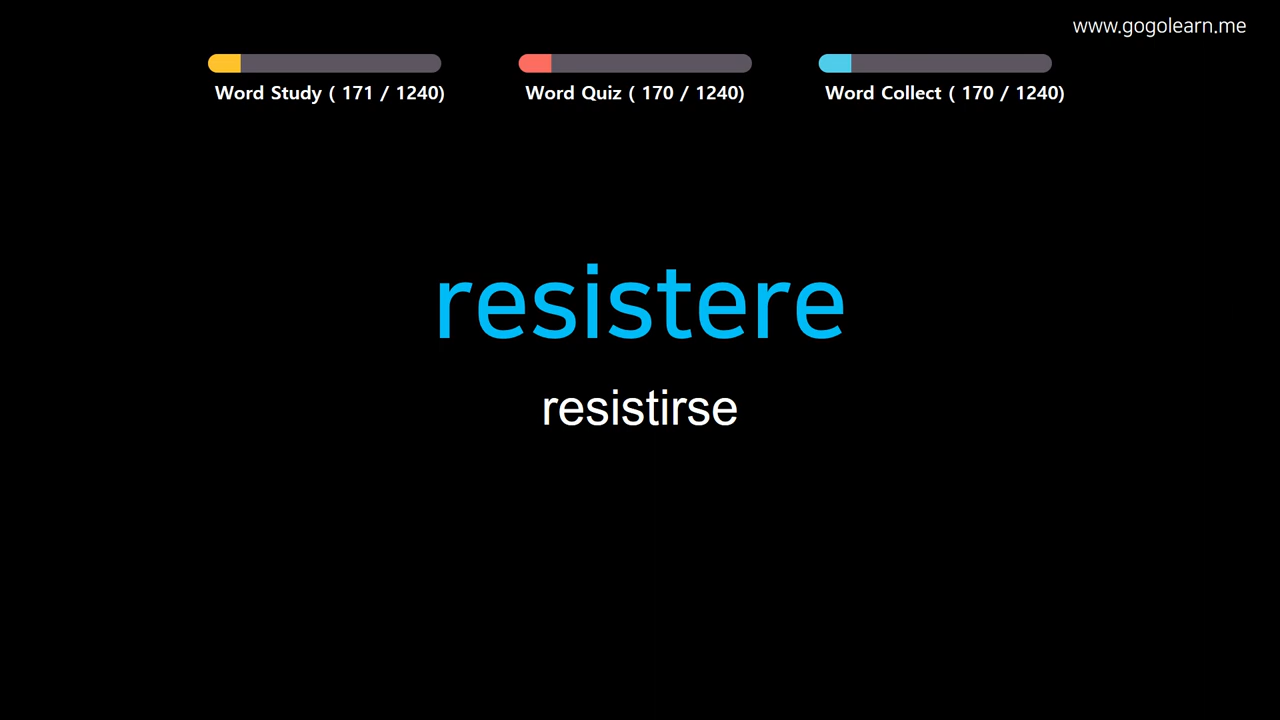 www.gogolearn.me
Word Study ( 171 / 1240)
Word Quiz ( 170 / 1240)
Word Collect ( 170 / 1240)
resistere
resistirse